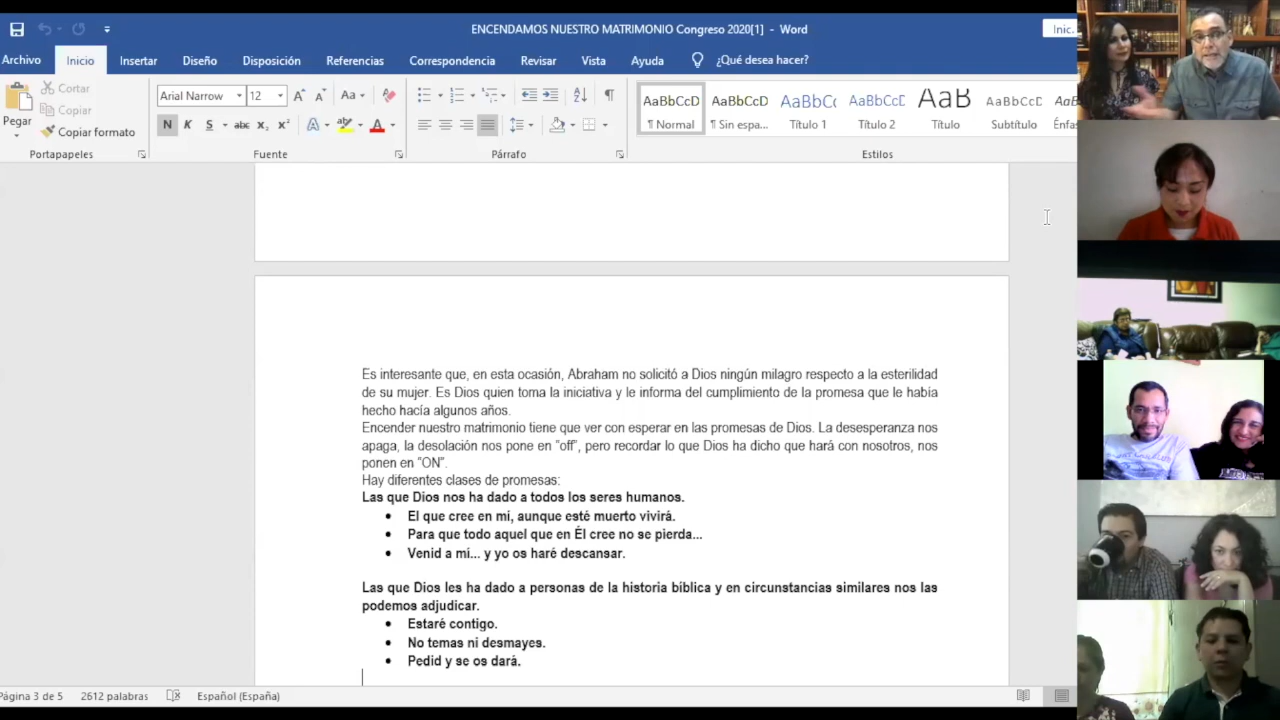 ENCENDAMOS NUESTRO MATRIMONIO Congreso 2020[1] - Word
Inic.
Archivo Inicio Insertar Diseño Disposición Referencias Correspondencia Revisar Vista Ayuda ¿Qué desea hacer?
Pegar
Cortar
Copiar
Copiar formato
Portapapeles
Arial Narrow 12 Aa
N K S abc x₂ x² A A
Fuente
Párrafo
AaBbCcD AaBbCcD AaBbCc AaBbCcD AaB AaBbCcD
¶ Normal ¶ Sin espa... Título 1 Título 2 Título Subtítulo Énfas
Estilos
Es interesante que, en esta ocasión, Abraham no solicitó a Dios ningún milagro respecto a la esterilidad
de su mujer. Es Dios quien toma la iniciativa y le informa del cumplimiento de la promesa que le había
hecho hacía algunos años.
Encender nuestro matrimonio tiene que ver con esperar en las promesas de Dios. La desesperanza nos
apaga, la desolación nos pone en “off”, pero recordar lo que Dios ha dicho que hará con nosotros, nos
ponen en “ON”.
Hay diferentes clases de promesas:
Las que Dios nos ha dado a todos los seres humanos.
• El que cree en mí, aunque esté muerto vivirá.
• Para que todo aquel que en Él cree no se pierda...
• Venid a mí... y yo os haré descansar.
Las que Dios les ha dado a personas de la historia bíblica y en circunstancias similares nos las
podemos adjudicar.
• Estaré contigo.
• No temas ni desmayes.
• Pedid y se os dará.
Página 3 de 5 2612 palabras Español (España)